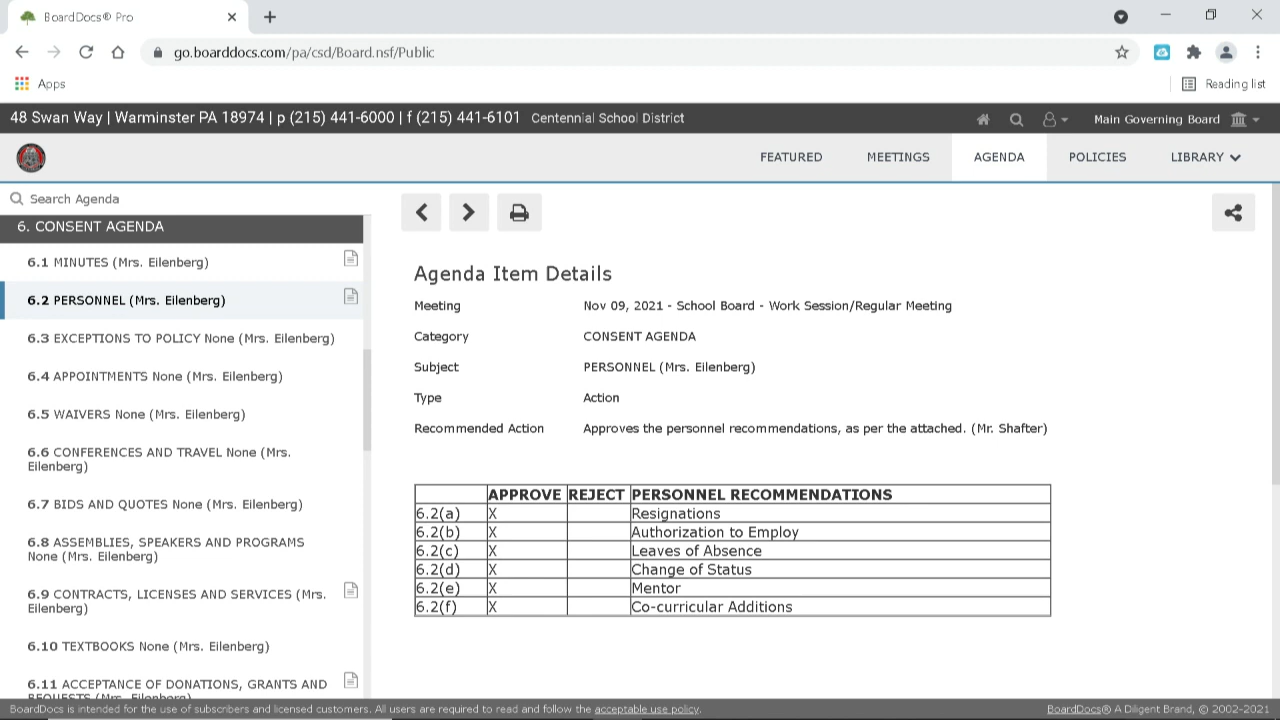 BoardDocs® Pro
go.boarddocs.com/pa/csd/Board.nsf/Public
Apps
Reading list
48 Swan Way | Warminster PA 18974 | p (215) 441-6000 | f (215) 441-6101 Centennial School District
Main Governing Board
FEATURED
MEETINGS
AGENDA
POLICIES
LIBRARY
Search Agenda
6. CONSENT AGENDA
6.1 MINUTES (Mrs. Eilenberg)
6.2 PERSONNEL (Mrs. Eilenberg)
6.3 EXCEPTIONS TO POLICY None (Mrs. Eilenberg)
6.4 APPOINTMENTS None (Mrs. Eilenberg)
6.5 WAIVERS None (Mrs. Eilenberg)
6.6 CONFERENCES AND TRAVEL None (Mrs.
Eilenberg)
6.7 BIDS AND QUOTES None (Mrs. Eilenberg)
6.8 ASSEMBLIES, SPEAKERS AND PROGRAMS
None (Mrs. Eilenberg)
6.9 CONTRACTS, LICENSES AND SERVICES (Mrs.
Eilenberg)
6.10 TEXTBOOKS None (Mrs. Eilenberg)
6.11 ACCEPTANCE OF DONATIONS, GRANTS AND
REQUESTS (Mrs. Eilenberg)
Agenda Item Details
Meeting Nov 09, 2021 - School Board - Work Session/Regular Meeting
Category CONSENT AGENDA
Subject PERSONNEL (Mrs. Eilenberg)
Type Action
Recommended Action Approves the personnel recommendations, as per the attached. (Mr. Shafter)
APPROVE REJECT PERSONNEL RECOMMENDATIONS
6.2(a) X Resignations
6.2(b) X Authorization to Employ
6.2(c) X Leaves of Absence
6.2(d) X Change of Status
6.2(e) X Mentor
6.2(f) X Co-curricular Additions
BoardDocs is intended for the use of subscribers and licensed customers. All users are required to read and follow the acceptable use policy.
BoardDocs® A Diligent Brand, © 2002-2021